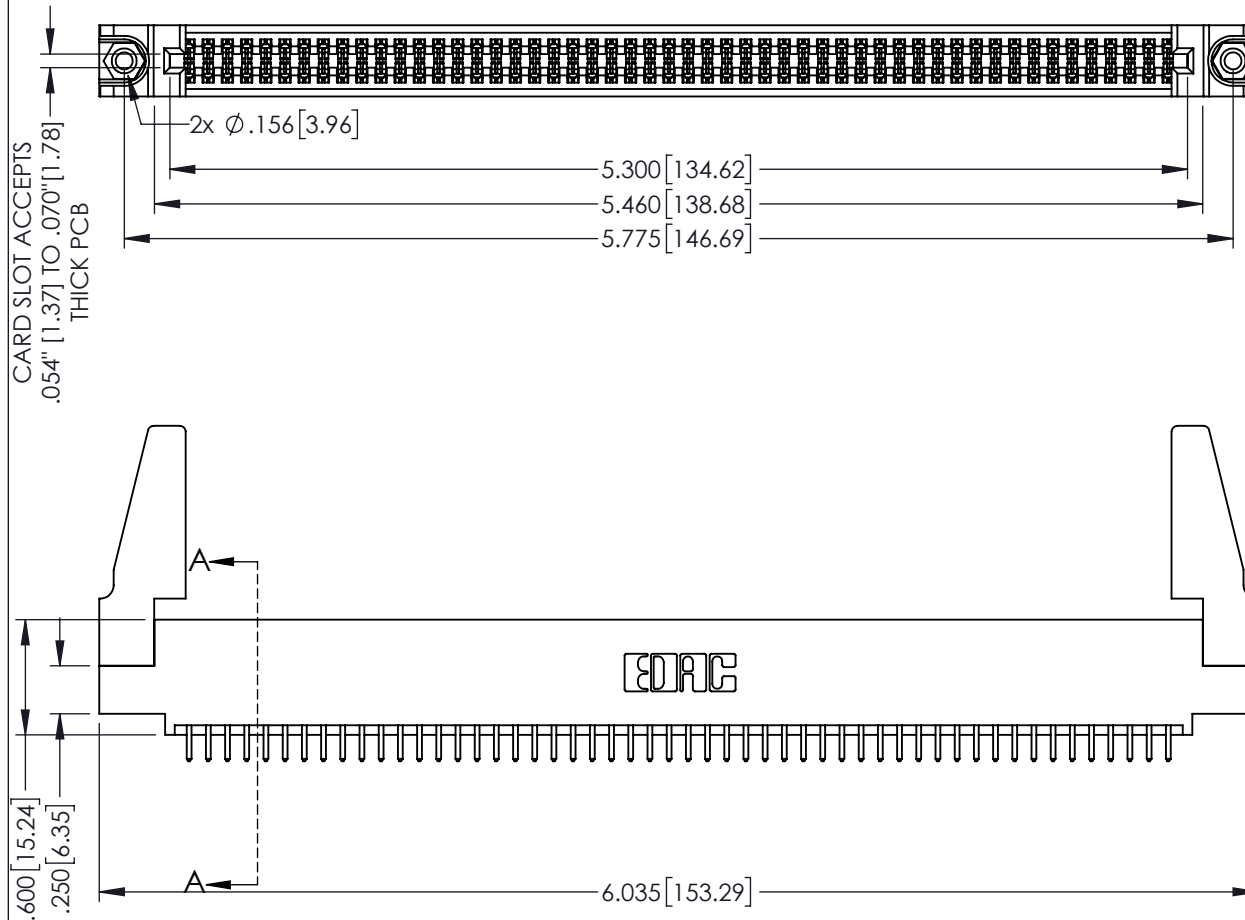 2x Ø.156[3.96]
CARD SLOT ACCEPTS
.054" [1.37] TO .070"[1.78]
THICK PCB
5.300[134.62]
5.460[138.68]
5.775[146.69]
A
EDAC
.600[15.24]
.250[6.35]
A
6.035[153.29]